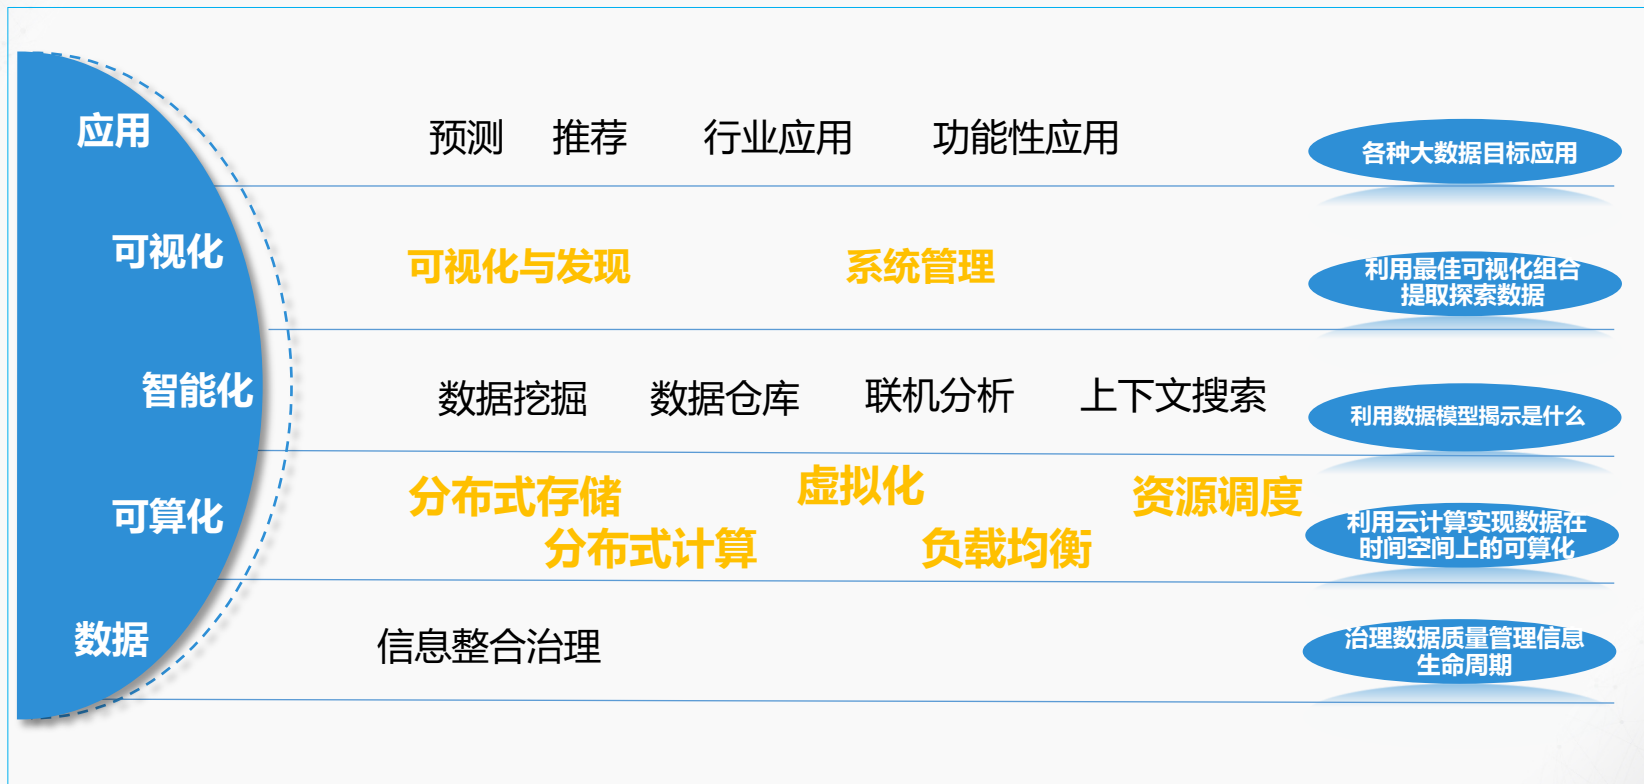 应用
预测 推荐 行业应用 功能性应用
各种大数据目标应用
可视化
可视化与发现 系统管理
利用最佳可视化组合
提取探索数据
智能化
数据挖掘 数据仓库 联机分析 上下文搜索
利用数据模型揭示是什么
可算化
分布式存储 虚拟化 资源调度
分布式计算 负载均衡
利用云计算实现数据在
时间空间上的可算化
数据
信息整合治理
治理数据质量管理信息
生命周期